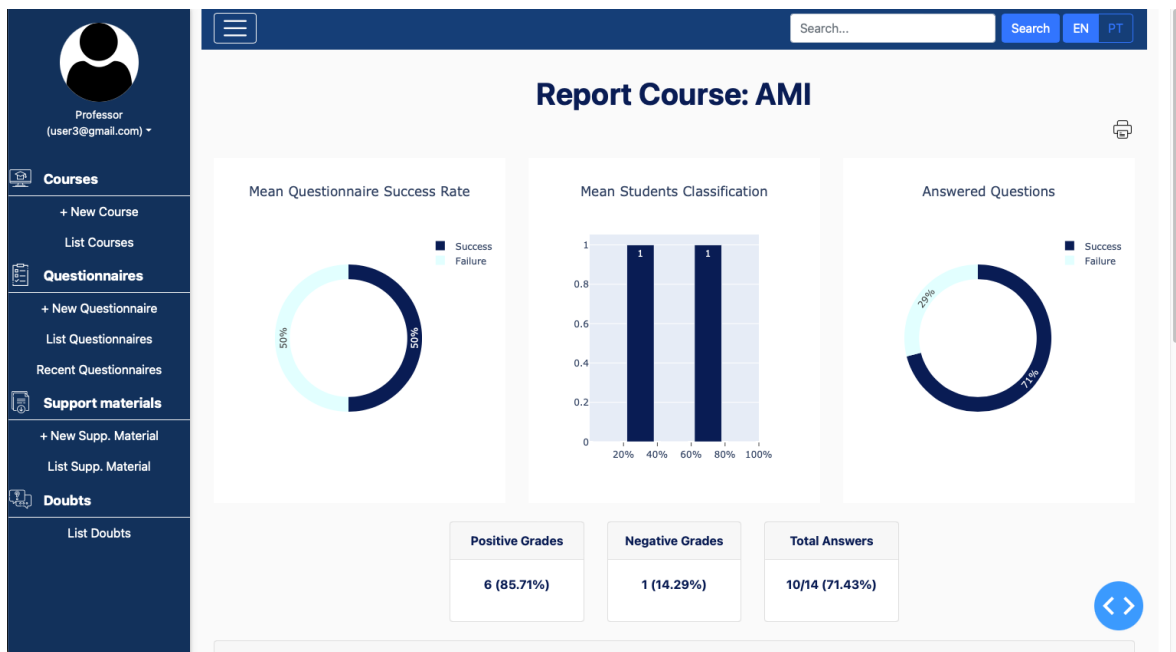 Search...
Search
EN
PT
Professor
(user3@gmail.com)
Courses
+ New Course
List Courses
Questionnaires
+ New Questionnaire
List Questionnaires
Recent Questionnaires
Support materials
+ New Supp. Material
List Supp. Material
Doubts
List Doubts
Report Course: AMI
Mean Questionnaire Success Rate
Success
Failure
50%
50%
Mean Students Classification
1
0.8
0.6
0.4
0.2
0
1
1
20% 40% 60% 80% 100%
Answered Questions
Success
Failure
29%
71%
Positive Grades
6 (85.71%)
Negative Grades
1 (14.29%)
Total Answers
10/14 (71.43%)